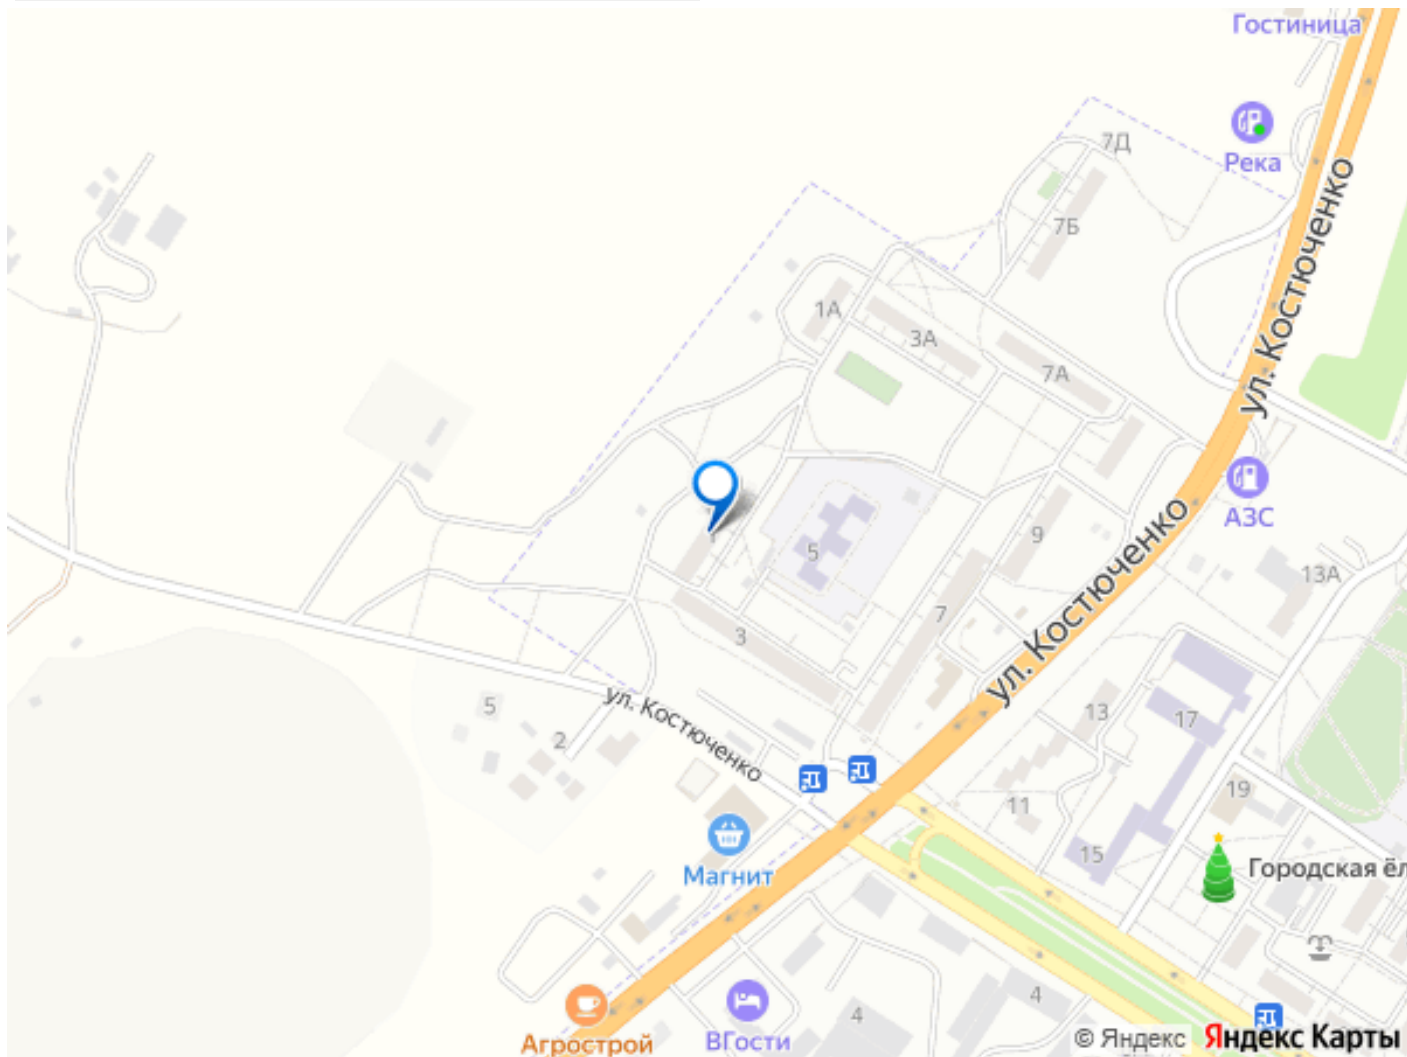 Гостиница
Река
7Д
7Б
ул. Костюченко
1А
3А
7А
АЗС
1
5
9
13А
ул. Костюченко
3
7
5
2
ул. Костюченко
13
17
11
19
15
Магнит
Городская ёл
4
4
Агрострой
ВГости
© Яндекс
Яндекс Карты